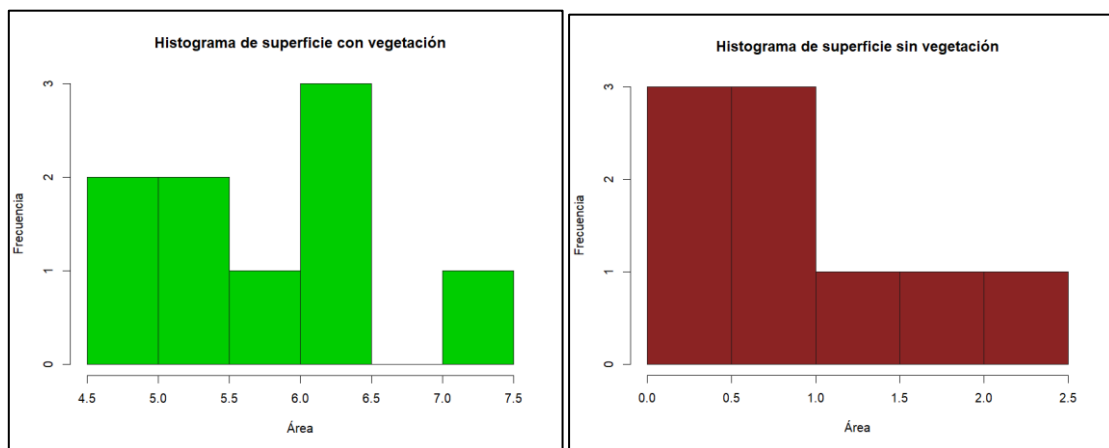 Histograma de superficie con vegetación
Frecuencia
3
2
1
0
4.5 5.0 5.5 6.0 6.5 7.0 7.5
Área
Histograma de superficie sin vegetación
Frecuencia
3
2
1
0
0.0 0.5 1.0 1.5 2.0 2.5
Área